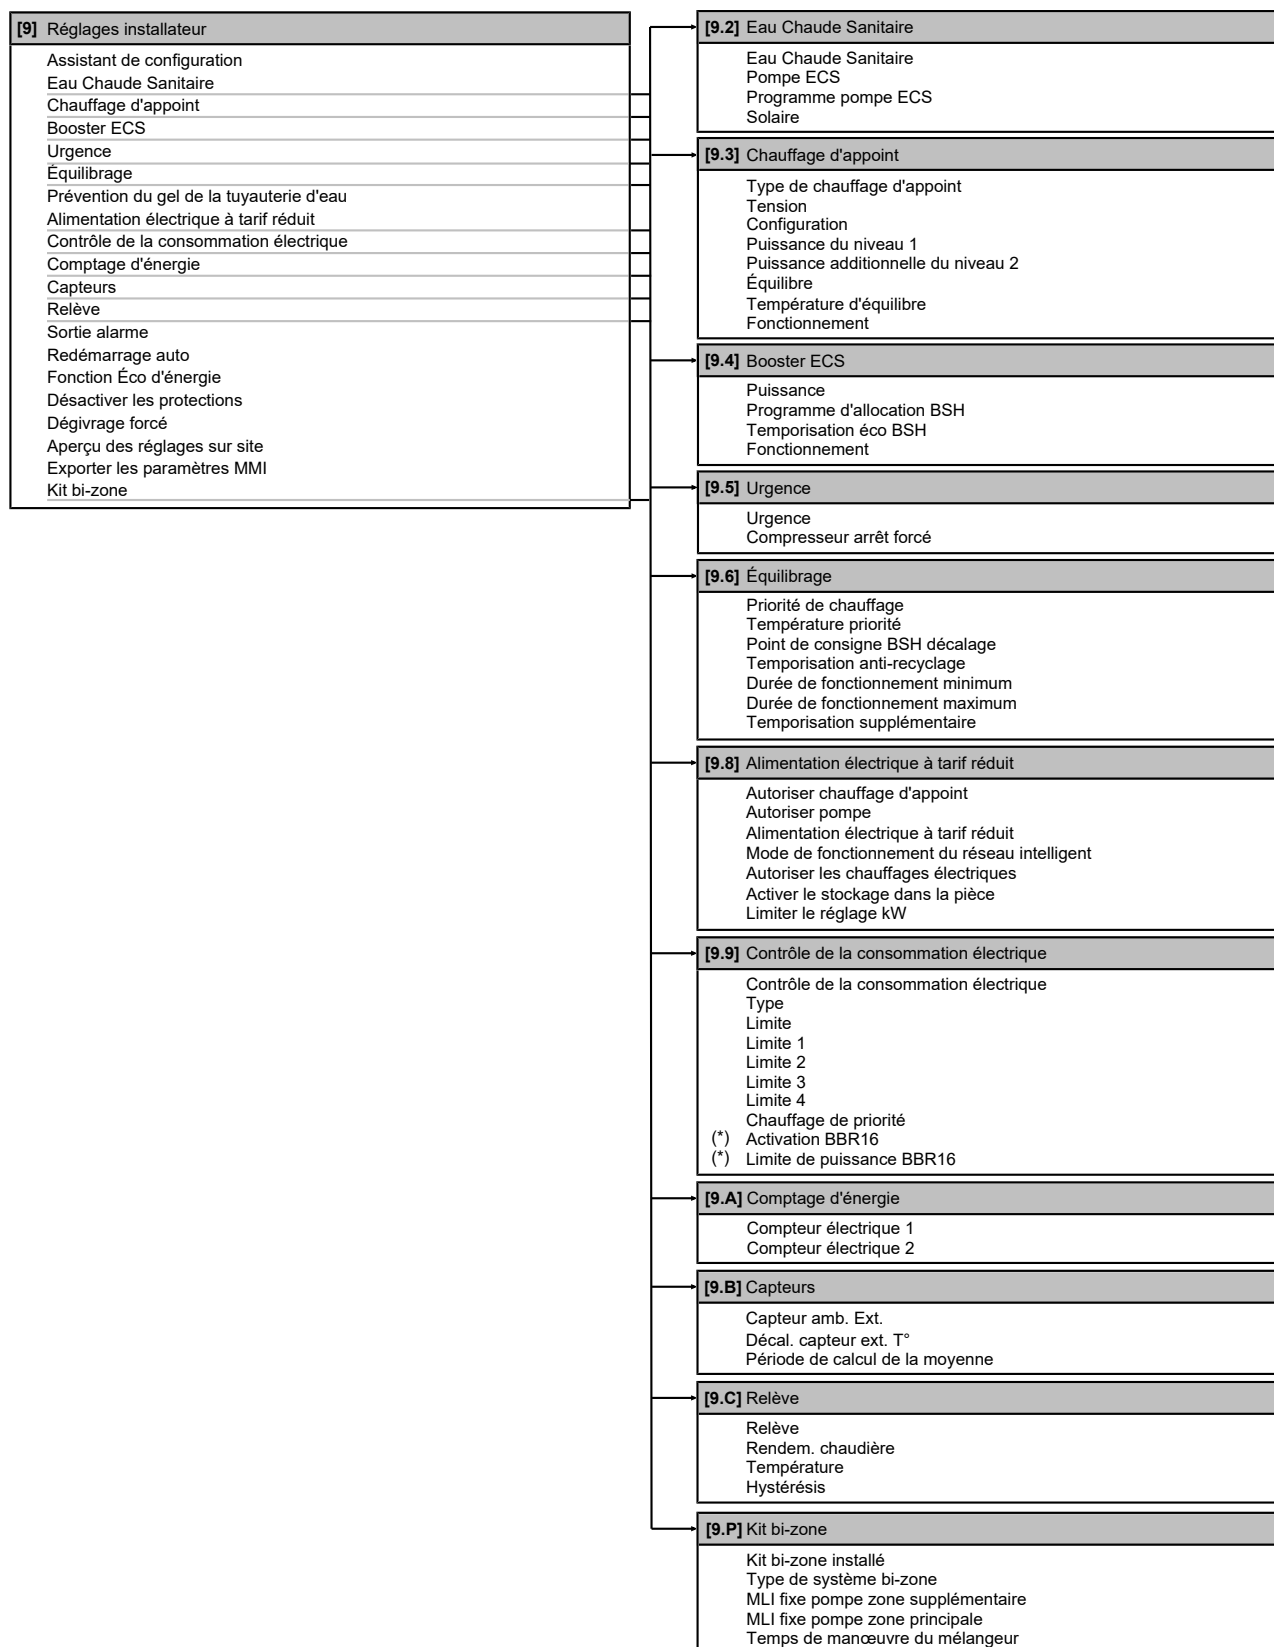 [9] Réglages installateur
Assistant de configuration
Eau Chaude Sanitaire
Chauffage d'appoint
Booster ECS
Urgence
Équilibrage
Prévention du gel de la tuyauterie d'eau
Alimentation électrique à tarif réduit
Contrôle de la consommation électrique
Comptage d'énergie
Capteurs
Relève
Sortie alarme
Redémarrage auto
Fonction Éco d'énergie
Désactiver les protections
Dégivrage forcé
Aperçu des réglages sur site
Exporter les paramètres MMI
Kit bi-zone
[9.2] Eau Chaude Sanitaire
Eau Chaude Sanitaire
Pompe ECS
Programme pompe ECS
Solaire
[9.3] Chauffage d'appoint
Type de chauffage d'appoint
Tension
Configuration
Puissance du niveau 1
Puissance additionnelle du niveau 2
Équilibre
Température d'équilibre
Fonctionnement
[9.4] Booster ECS
Puissance
Programme d'allocation BSH
Temporisation éco BSH
Fonctionnement
[9.5] Urgence
Urgence
Compresseur arrêt forcé
[9.6] Équilibrage
Priorité de chauffage
Température priorité
Point de consigne BSH décalage
Temporisation anti-recyclage
Durée de fonctionnement minimum
Durée de fonctionnement maximum
Temporisation supplémentaire
[9.8] Alimentation électrique à tarif réduit
Autoriser chauffage d'appoint
Autoriser pompe
Alimentation électrique à tarif réduit
Mode de fonctionnement du réseau intelligent
Autoriser les chauffages électriques
Activer le stockage dans la pièce
Limiter le réglage kW
[9.9] Contrôle de la consommation électrique
Contrôle de la consommation électrique
Type
Limite
Limite 1
Limite 2
Limite 3
Limite 4
Chauffage de priorité
(*) Activation BBR16
(*) Limite de puissance BBR16
[9.A] Comptage d'énergie
Compteur électrique 1
Compteur électrique 2
[9.B] Capteurs
Capteur amb. Ext.
Décal. capteur ext. T°
Période de calcul de la moyenne
[9.C] Relève
Relève
Rendem. chaudière
Température
Hystérésis
[9.P] Kit bi-zone
Kit bi-zone installé
Type de système bi-zone
MLI fixe pompe zone supplémentaire
MLI fixe pompe zone principale
Temps de manœuvre du mélangeur